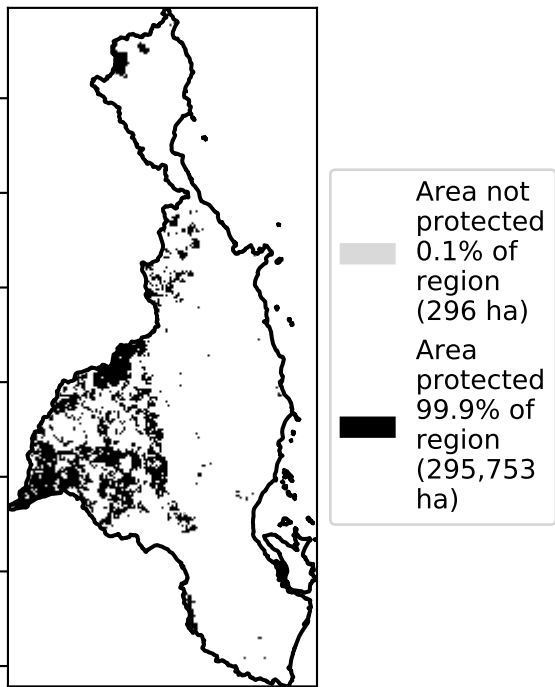 Area not
protected
0.1% of
region
(296 ha)
Area
protected
99.9% of
region
(295,753
ha)